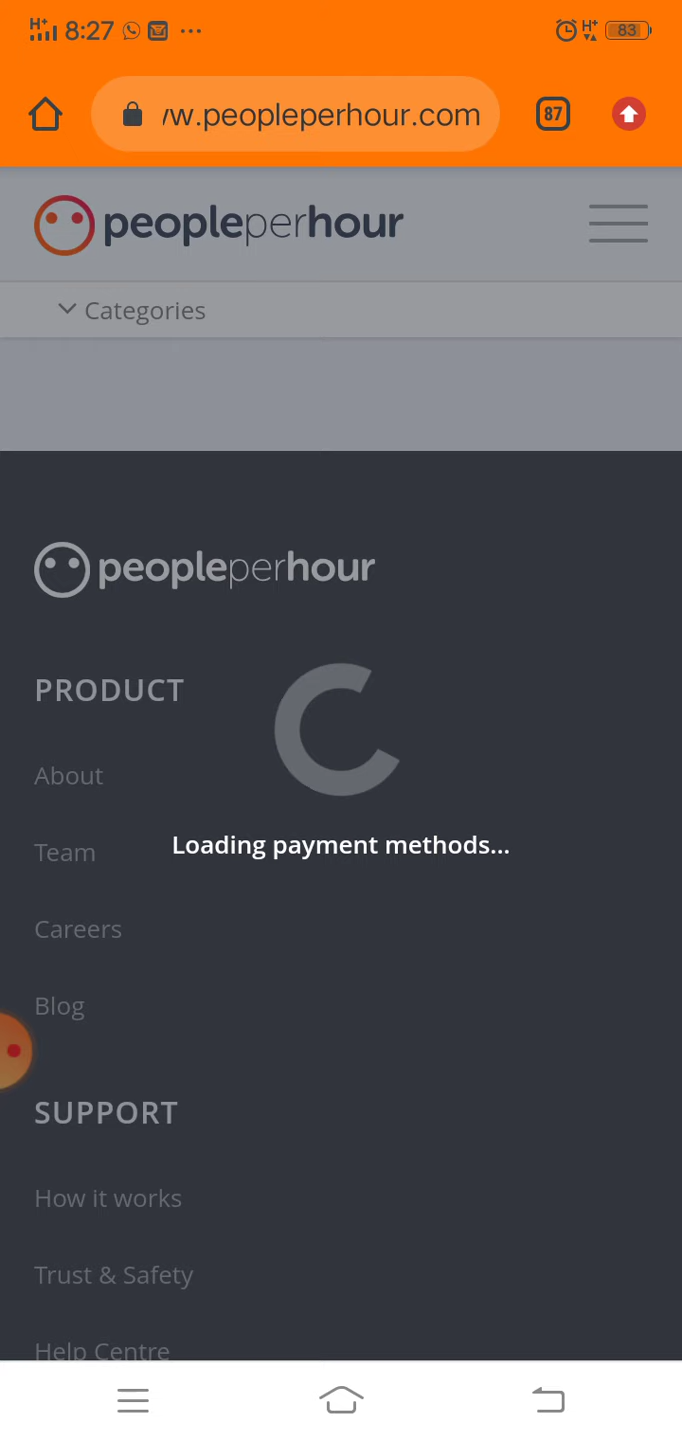 H+ 8:27 ... H+ 83
/w.peopleperhour.com 87
peopleperhour
Categories
peopleperhour
PRODUCT
About
Team
Loading payment methods...
Careers
Blog
SUPPORT
How it works
Trust & Safety
Help Centre